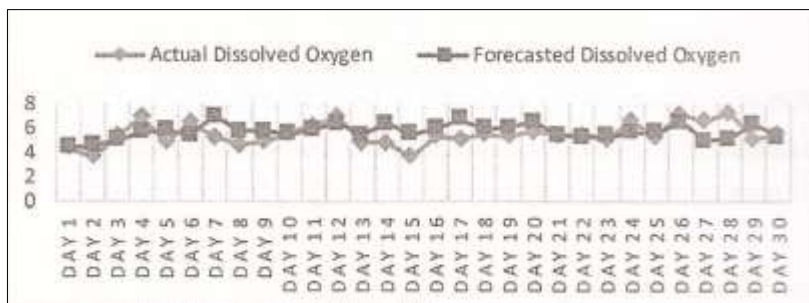 Actual Dissolved Oxygen Forecasted Dissolved Oxygen
8
6
4
2
0
DAY 1
DAY 2
DAY 3
DAY 4
DAY 5
DAY 6
DAY 7
DAY 8
DAY 9
DAY 10
DAY 11
DAY 12
DAY 13
DAY 14
DAY 15
DAY 16
DAY 17
DAY 18
DAY 19
DAY 20
DAY 21
DAY 22
DAY 23
DAY 24
DAY 25
DAY 26
DAY 27
DAY 28
DAY 29
DAY 30